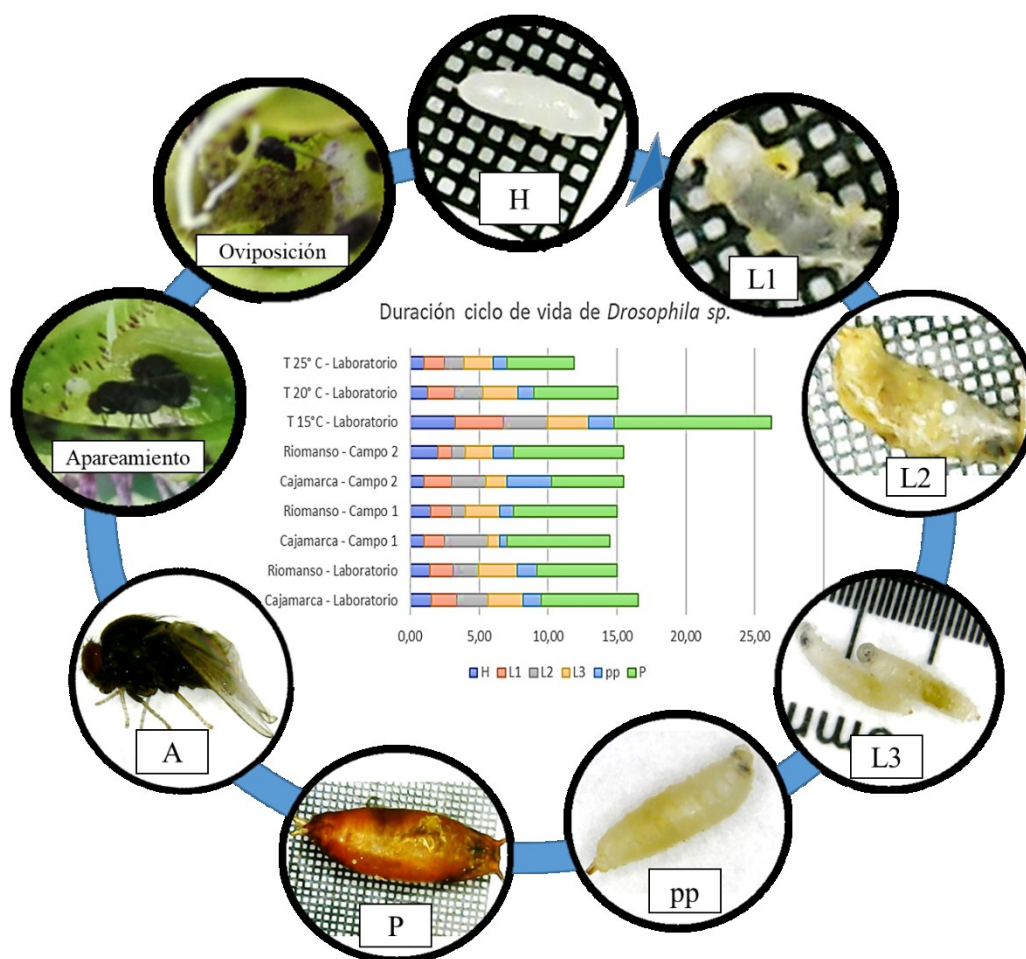 H
Oviposición
L1
L2
Apareamiento
Duración ciclo de vida de Drosophila sp.
T 25° C - Laboratorio
T 20° C - Laboratorio
T 15°C - Laboratorio
Riomanso - Campo 2
Cajamarca - Campo 2
Riomanso - Campo 1
Cajamarca - Campo 1
Riomanso - Laboratorio
Cajamarca - Laboratorio
0,00 5,00 10,00 15,00 20,00 25,00
H L1 L2 L3 pp P
L3
A
pp
P